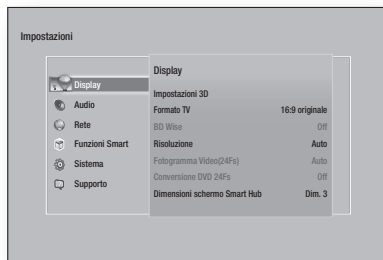 Impostazioni
Display
Audio
Rete
Funzioni Smart
Sistema
Supporto
Display
Impostazioni 3D
Formato TV 16:9 originale
BD Wise Off
Risoluzione Auto
Fotogramma Video(24Fs) Auto
Conversione DVD 24Fs Off
Dimensioni schermo Smart Hub Dim. 3